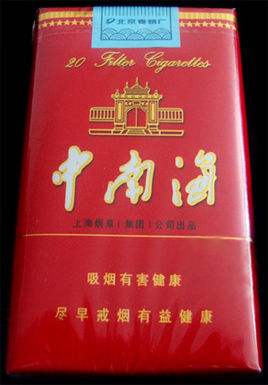 北京卷烟厂
20 Filter Cigarettes
中南海
上海烟草(集团)公司出品
吸烟有害健康
尽早戒烟有益健康